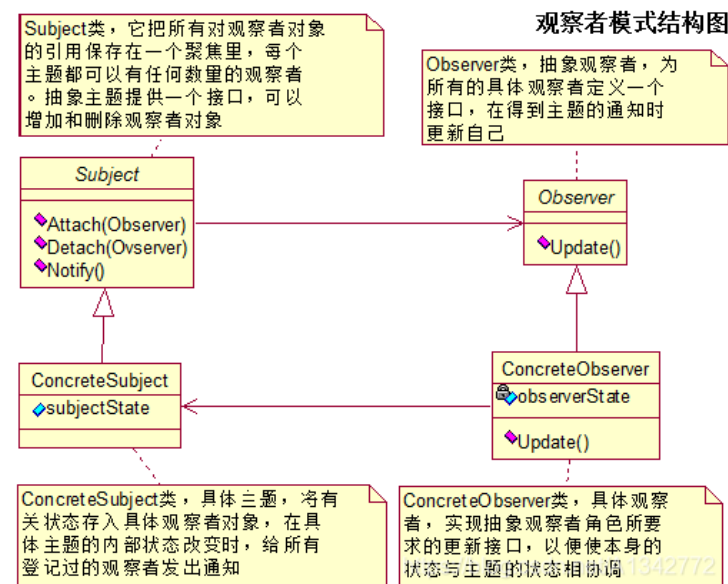 观察者模式结构图
Subject类，它把所有对观察者对象
的引用保存在一个聚焦里，每个
主题都可以有任何数量的观察者
。抽象主题提供一个接口，可以
增加和删除观察者对象
Observer类，抽象观察者，为
所有的具体观察者定义一个
接口，在得到主题的通知时
更新自己
Subject
Attach(Observer)
Detach(Ovserver)
Notify()
Observer
Update()
ConcreteSubject
subjectState
ConcreteObserver
observerState
Update()
ConcreteSubject类，具体主题，将有
关状态存入具体观察者对象，在具
体主题的内部状态改变时，给所有
登记过的观察者发出通知
ConcreteObserver类，具体观察
者，实现抽象观察者角色所要
求的更新接口，以便使本身的
状态与主题的状态相协调